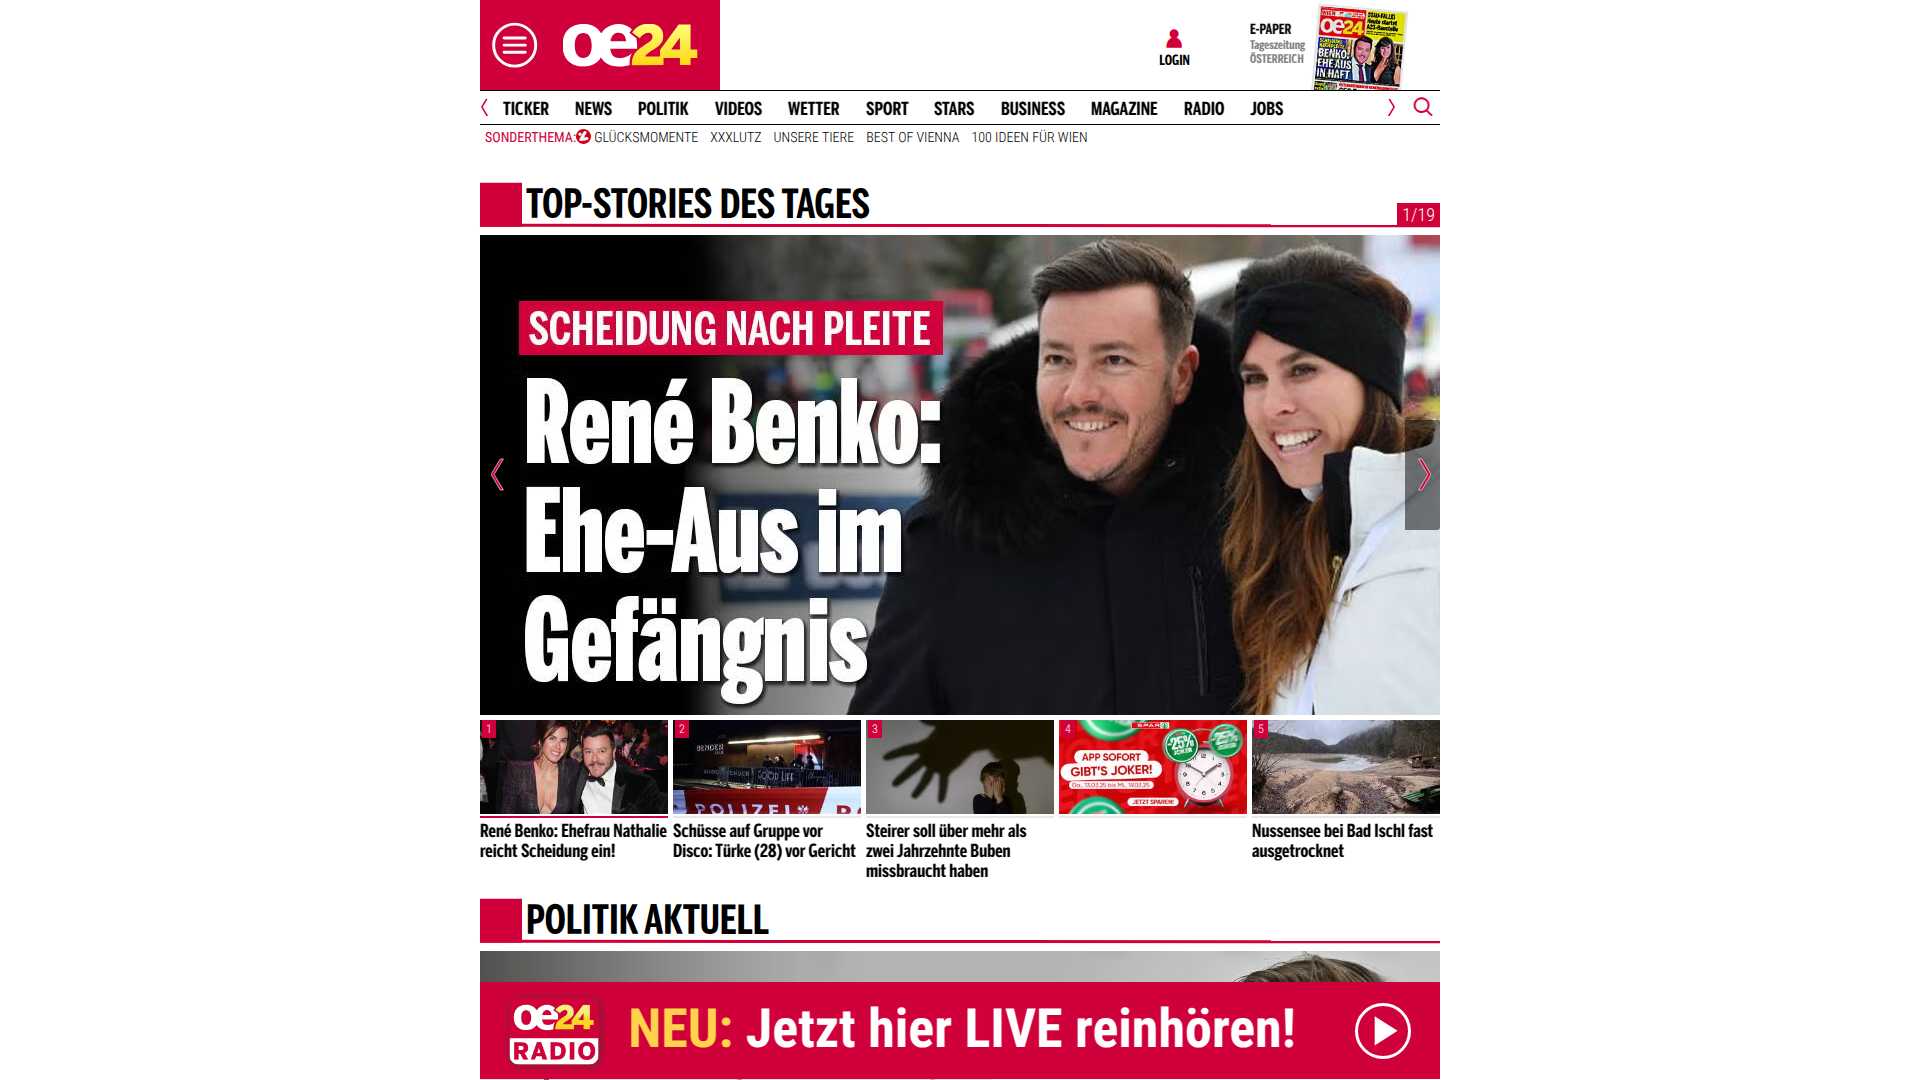 oe24
LOGIN
E-PAPER
Tageszeitung
ÖSTERREICH
oe24
BENKO:
EHE-AUS
IN HAFT
TICKER NEWS POLITIK VIDEOS WETTER SPORT STARS BUSINESS MAGAZINE RADIO JOBS
SONDERTHEMA: GLÜCKSMOMENTE XXXLUTZ UNSERE TIERE BEST OF VIENNA 100 IDEEN FÜR WIEN
TOP-STORIES DES TAGES
1/19
SCHEIDUNG NACH PLEITE
René Benko:
Ehe-Aus im
Gefängnis
1
2
POLIZEI
GOOD LIFE
3
4
SPAR
-25%
-25%
APP SOFORT
GIBT'S JOKER!
JETZT SPAREN!
5
René Benko: Ehefrau Nathalie
reicht Scheidung ein!
Schüsse auf Gruppe vor
Disco: Türke (28) vor Gericht
Steirer soll über mehr als
zwei Jahrzehnte Buben
missbraucht haben
Nussensee bei Bad Ischl fast
ausgetrocknet
POLITIK AKTUELL
oe24
RADIO
NEU: Jetzt hier LIVE reinhören!